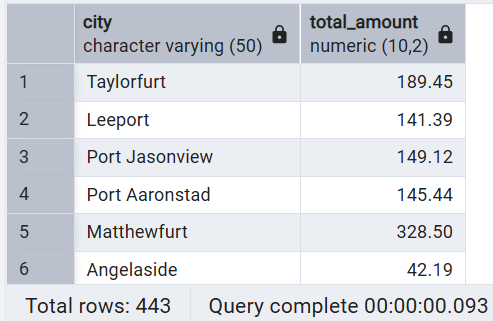 city total_amount
character varying (50) numeric (10,2)
1 Taylorfurt 189.45
2 Leeport 141.39
3 Port Jasonview 149.12
4 Port Aaronstad 145.44
5 Matthewfurt 328.50
6 Angelaside 42.19
Total rows: 443 Query complete 00:00:00.093